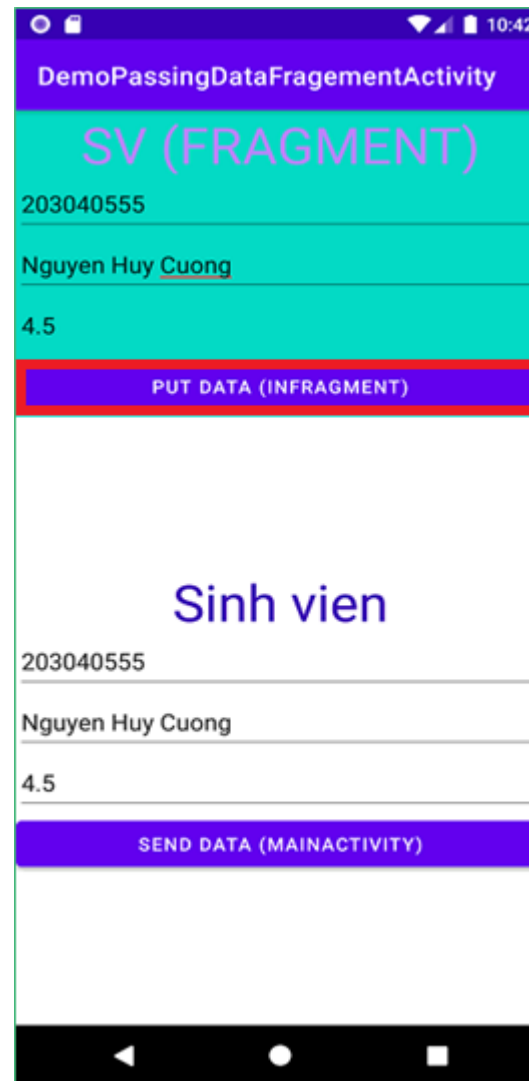 10:42
DemoPassingDataFragementActivity
SV (FRAGMENT)
203040555
Nguyen Huy Cuong
4.5
PUT DATA (INFRAGMENT)
Sinh vien
203040555
Nguyen Huy Cuong
4.5
SEND DATA (MAINACTIVITY)